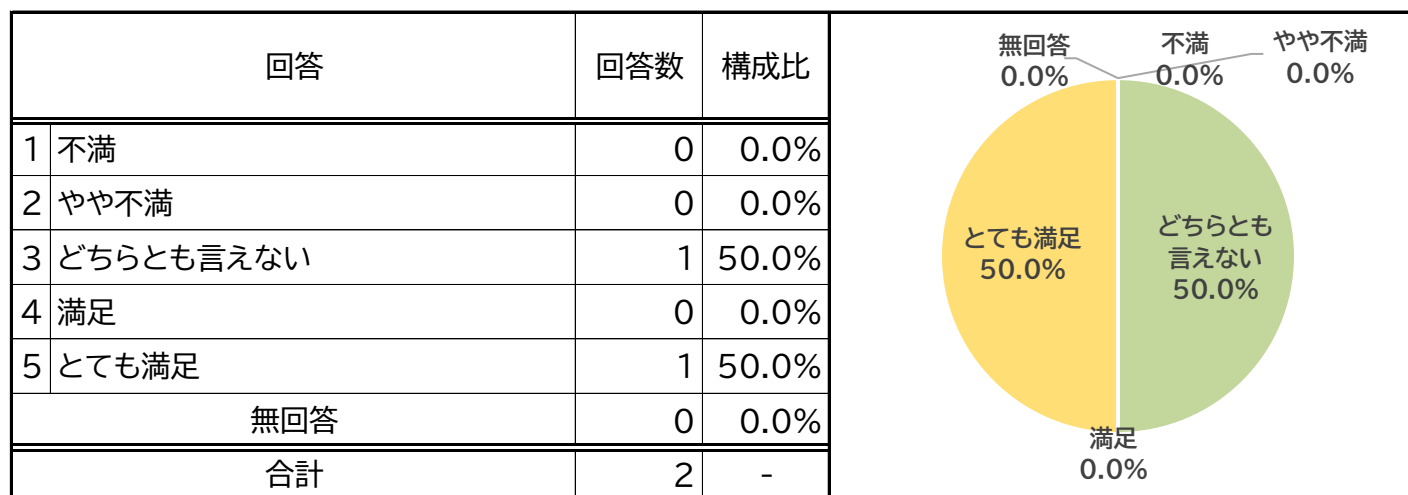 回答 回答数 構成比
1 不満 0 0.0%
2 やや不満 0 0.0%
3 どちらとも言えない 1 50.0%
4 満足 0 0.0%
5 とても満足 1 50.0%
無回答 0 0.0%
合計 2 -
無回答
0.0%
不満
0.0%
やや不満
0.0%
とても満足
50.0%
どちらとも
言えない
50.0%
満足
0.0%